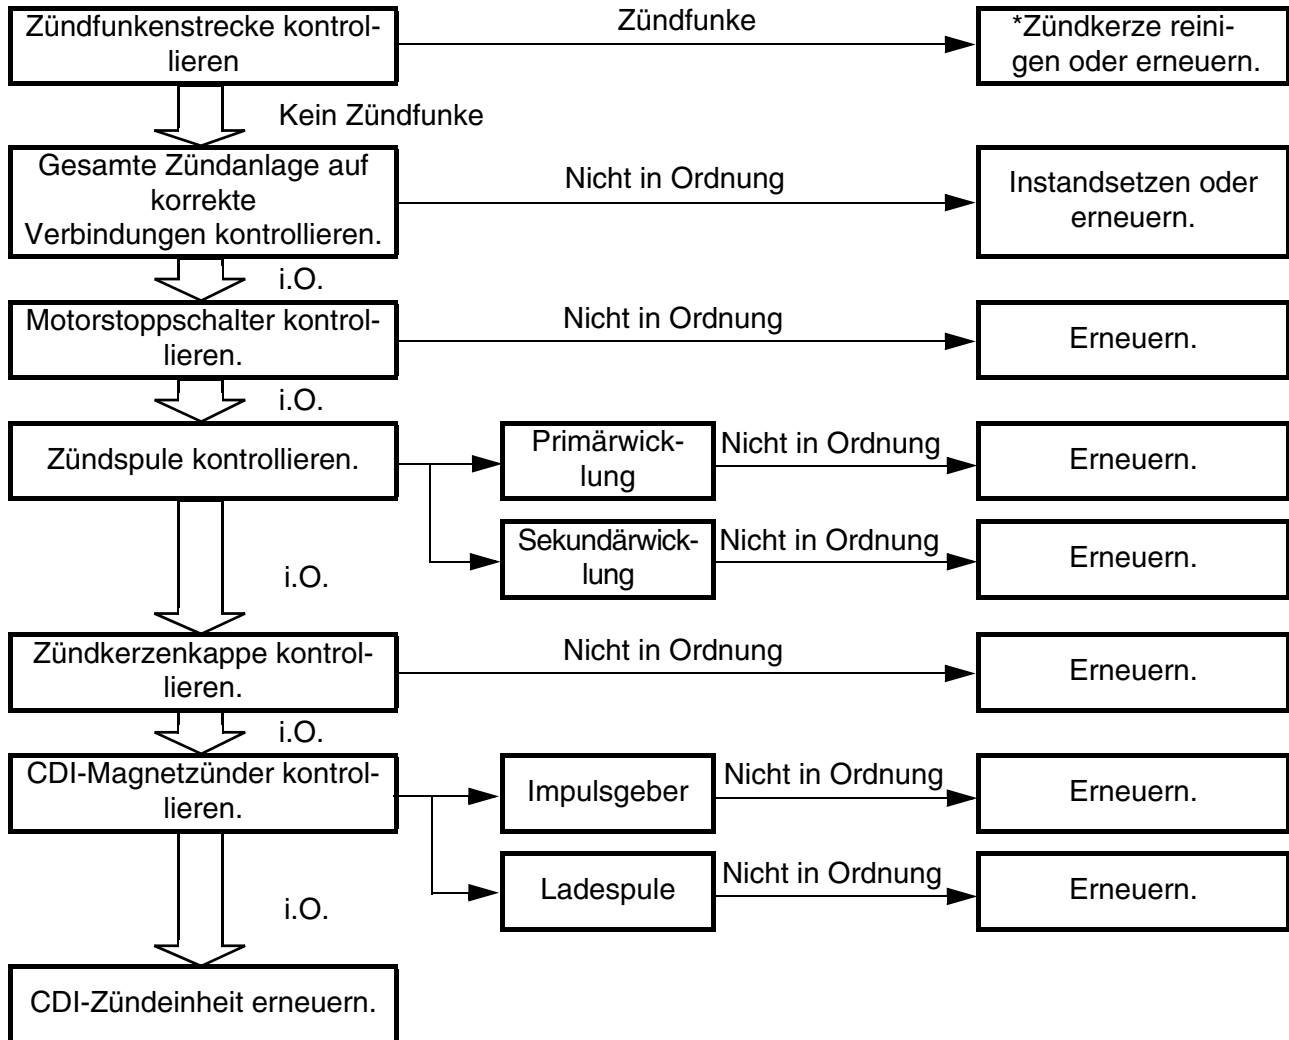 Zündfunkenstrecke kontrol-
lieren
Zündfunke
*Zündkerze reini-
gen oder erneuern.
Kein Zündfunke
Gesamte Zündanlage auf
korrekte
Verbindungen kontrollieren.
Nicht in Ordnung
Instandsetzen oder
erneuern.
i.O.
Motorstoppschalter kontrol-
lieren.
Nicht in Ordnung
Erneuern.
i.O.
Zündspule kontrollieren.
Primärwick-
lung
Nicht in Ordnung
Erneuern.
Sekundärwick-
lung
Nicht in Ordnung
Erneuern.
i.O.
Zündkerzenkappe kontrol-
lieren.
Nicht in Ordnung
Erneuern.
i.O.
CDI-Magnetzünder kontrol-
lieren.
Impulsgeber
Nicht in Ordnung
Erneuern.
Ladespule
Nicht in Ordnung
Erneuern.
i.O.
CDI-Zündeinheit erneuern.